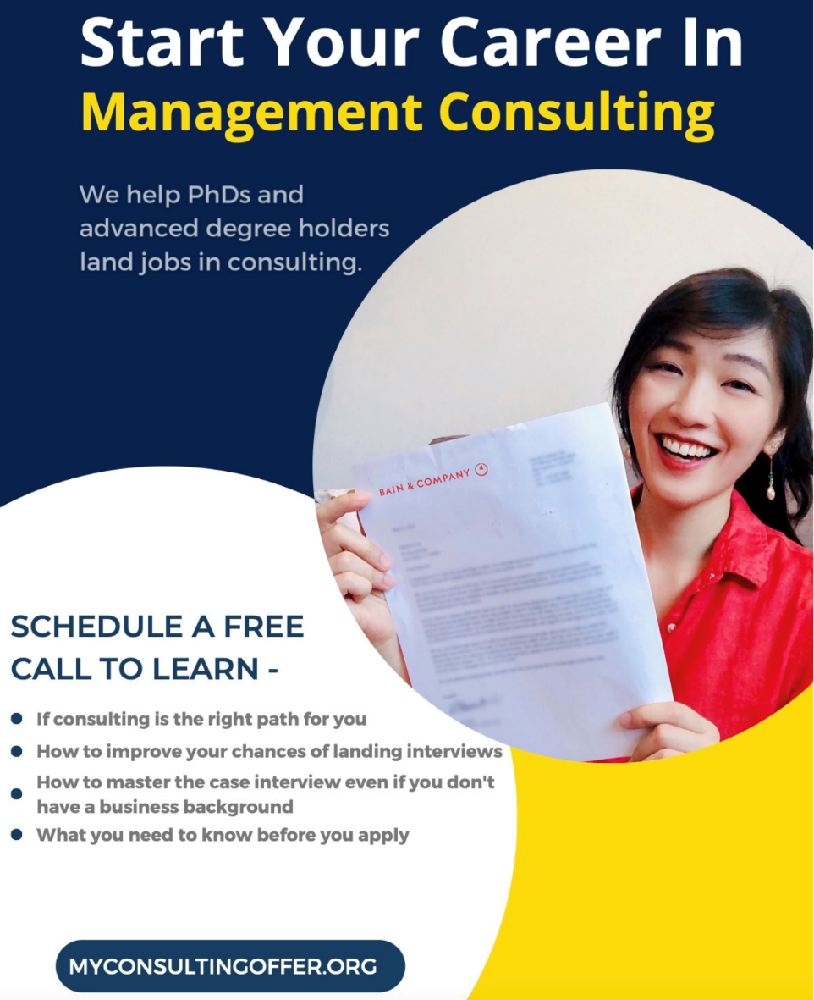 Start Your Career In
Management Consulting
We help PhDs and
advanced degree holders
land jobs in consulting.
BAIN & COMPANY
SCHEDULE A FREE
CALL TO LEARN -
If consulting is the right path for you
How to improve your chances of landing interviews
How to master the case interview even if you don't
have a business background
What you need to know before you apply
MYCONSULTINGOFFER.ORG